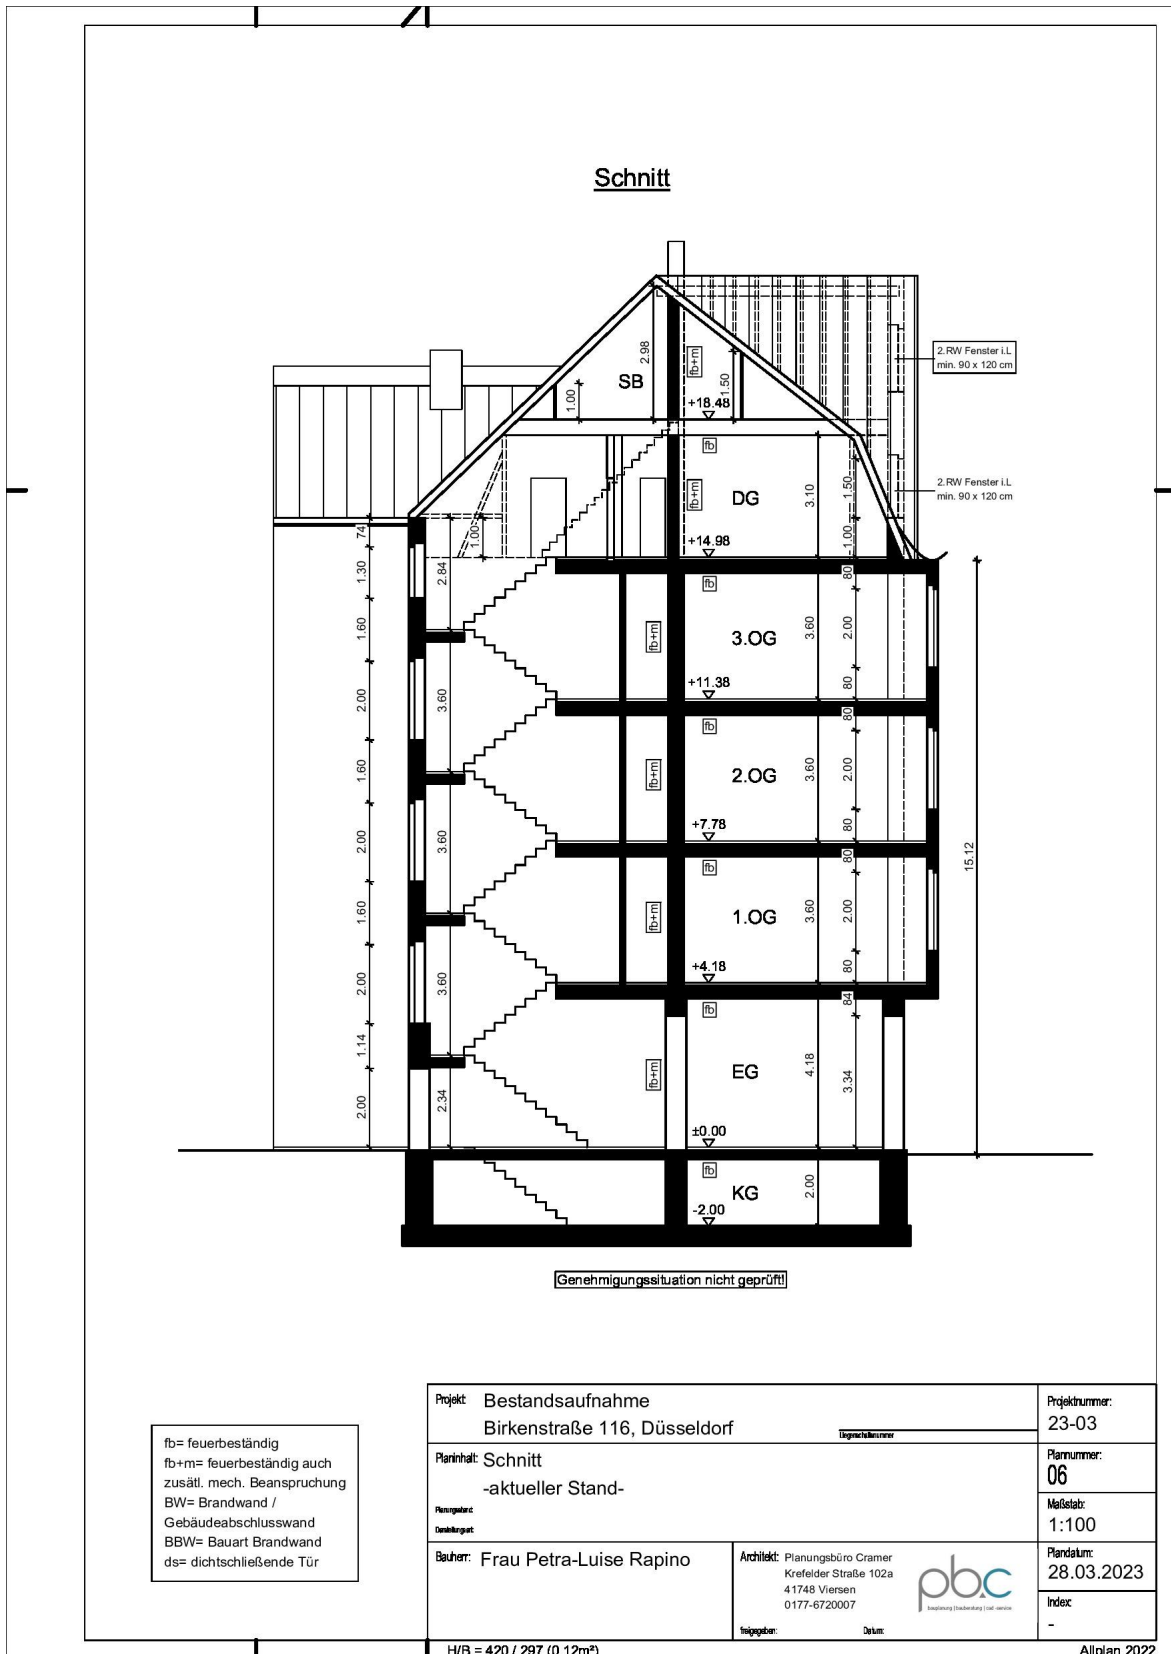 Schnitt
2.RW Fenster i.L
min. 90 x 120 cm
2.98
SB
fb+m
1.50
1.00
+18.48
fb
2.RW Fenster i.L
min. 90 x 120 cm
fb+m
DG
3.10
1.50
74
1.00
+14.98
1.00
1.30
2.84
fb
80
1.60
fb+m
3.OG
3.60
2.00
+11.38
80
2.00
3.60
fb
80
1.60
fb+m
2.OG
3.60
2.00
+7.78
80
2.00
3.60
fb
80
15.12
1.60
fb+m
1.OG
3.60
2.00
+4.18
80
2.00
3.60
fb
84
1.14
fb+m
EG
4.18
3.34
2.00
2.34
±0.00
fb
KG
2.00
-2.00
Genehmigungssituation nicht geprüft!
fb= feuerbeständig
fb+m= feuerbeständig auch
zusätl. mech. Beanspruchung
BW= Brandwand /
Gebäudeabschlusswand
BBW= Bauart Brandwand
ds= dichtschließende Tür
Projekt: Bestandsaufnahme
Birkenstraße 116, Düsseldorf
Liegenschaftsnummer
Projektnummer:
23-03
Planinhalt: Schnitt
-aktueller Stand-
Planungsstand:
Darstellungsart:
Plannummer:
06
Maßstab:
1:100
Bauherr: Frau Petra-Luise Rapino
Architekt: Planungsbüro Cramer
Krefelder Straße 102a
41748 Viersen
0177-6720007
freigegeben: Datum:
pbc
bauplanung | bauberatung | cad -service
Plandatum:
28.03.2023
Index:
-
H/B = 420 / 297 (0.12m²)
Allplan 2022